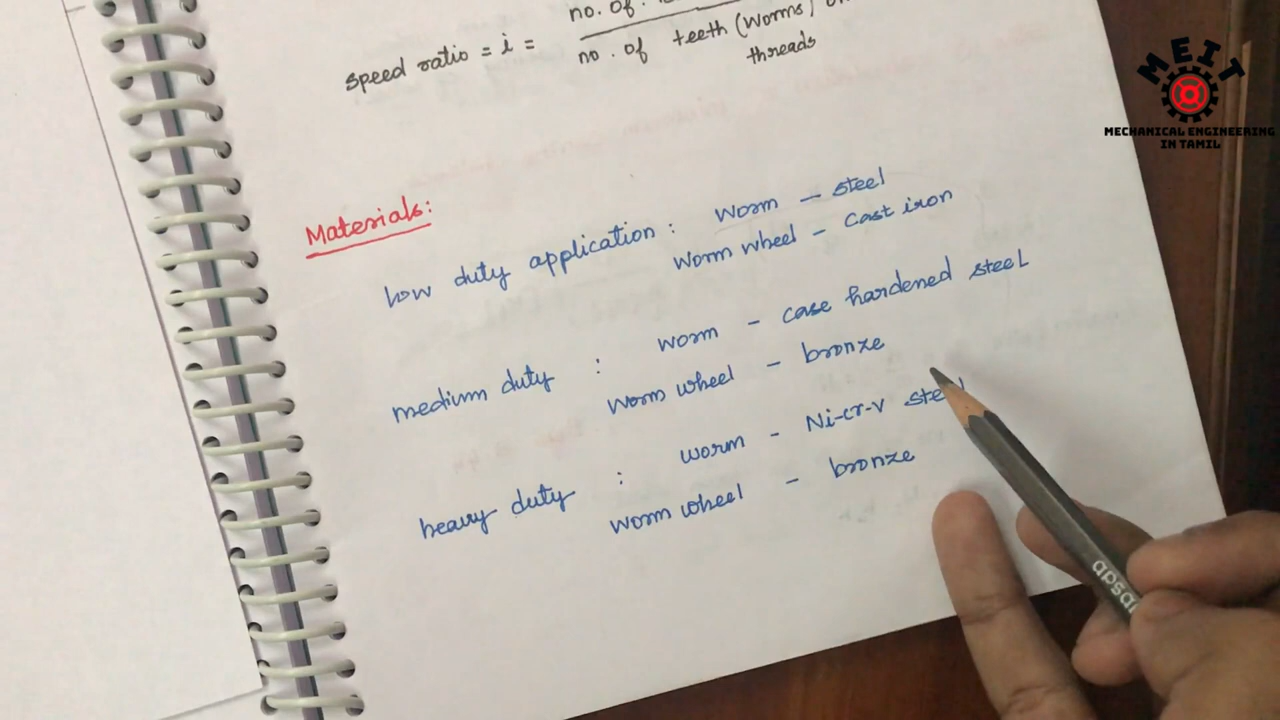 no. of
speed ratio = i =
no. of teeth (worms)
threads
MEIT
MECHANICAL ENGINEERING
IN TAMIL
Materials:
low duty application : worm – steel
worm wheel – cast iron
medium duty : worm – case hardened steel
worm wheel – bronze
heavy duty : worm – Ni-cr-v steel
worm wheel – bronze
apsa